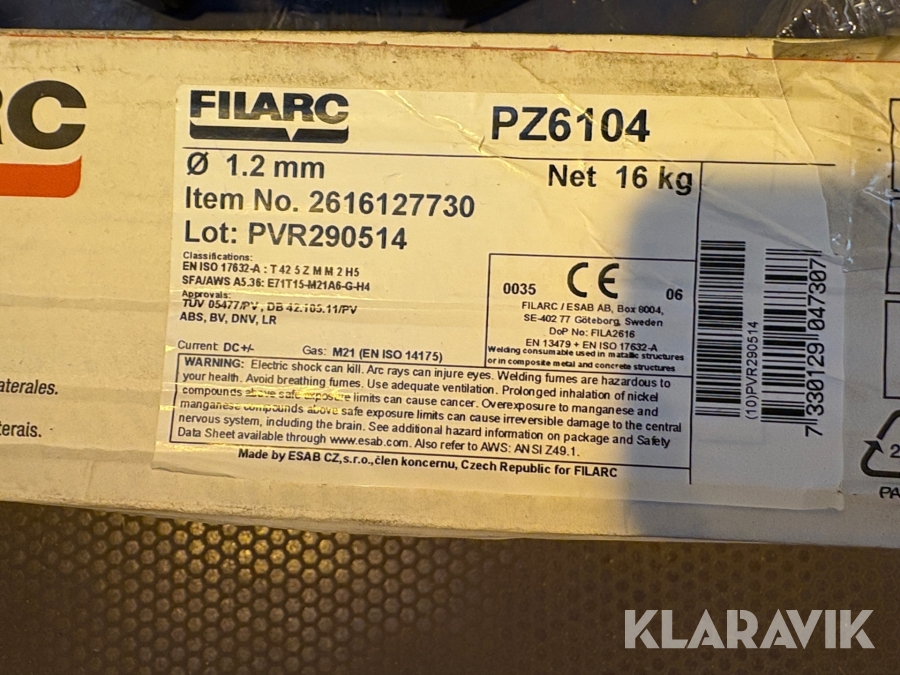 RC
FILARC
PZ6104
Ø 1.2 mm
Net 16 kg
Item No. 2616127730
Lot: PVR290514
Classifications:
EN ISO 17632-A : T 42 5 Z M M 2 H5
SFA/AWS A5.36: E71T15-M21A6-G-H4
Approvals:
TÜV 05477/PV , DB 42.105.11/PV
ABS, BV, DNV, LR
Current: DC+/-
Gas: M21 (EN ISO 14175)
0035 CE 06
FILARC / ESAB AB, Box 8004,
SE-402 77 Göteborg, Sweden
DoP No: FILA2616
EN 13479 + EN ISO 17632-A
Welding consumable used in metallic structures
or in composite metal and concrete structures
WARNING: Electric shock can kill. Arc rays can injure eyes. Welding fumes are hazardous to
your health. Avoid breathing fumes. Use adequate ventilation. Prolonged inhalation of nickel
compounds above safe exposure limits can cause cancer. Overexposure to manganese and
manganese compounds above safe exposure limits can cause irreversible damage to the central
nervous system, including the brain. See additional hazard information on package and Safety
Data Sheet available through www.esab.com. Also refer to AWS: ANSI Z49.1.
Made by ESAB CZ,s.r.o.,člen koncernu, Czech Republic for FILARC
(10)PVR290514
7330129047307
aterales.
terais.
2
PA
KLARAVIK